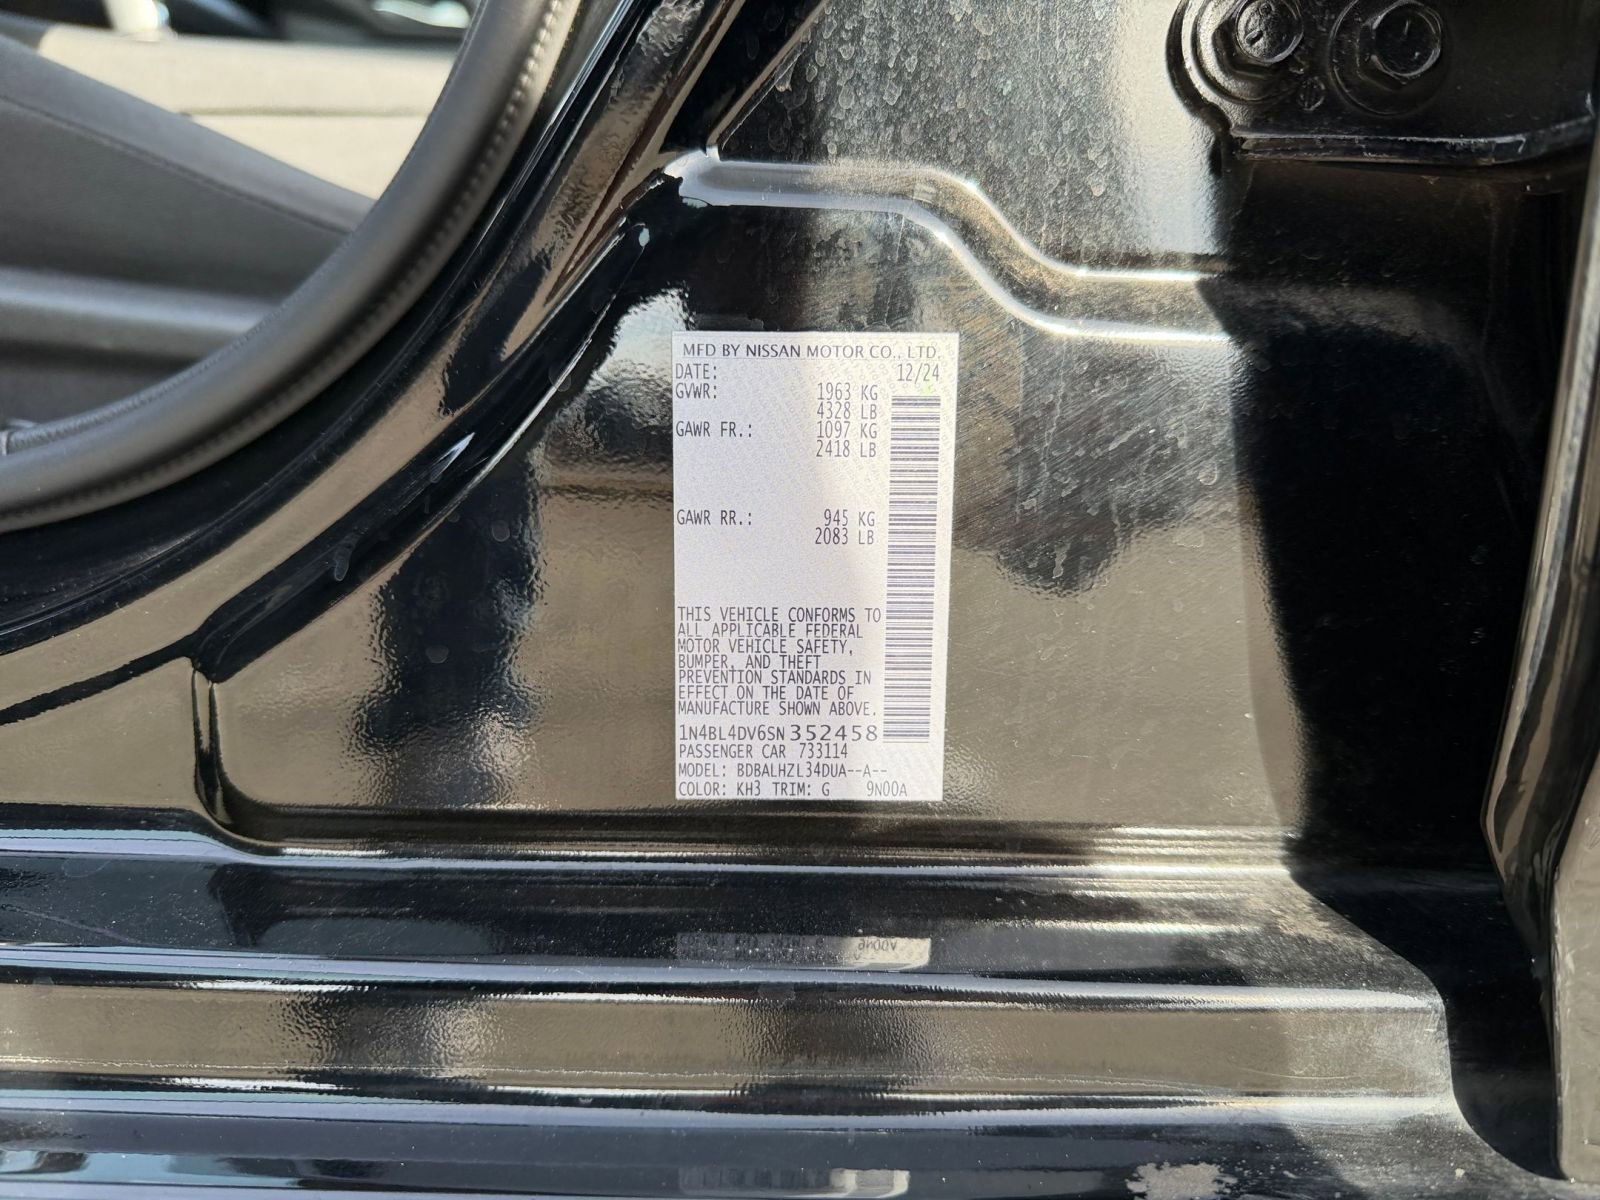 MFD BY NISSAN MOTOR CO., LTD.
DATE: 12/24
GVWR: 1963 KG
4328 LB
GAWR FR.: 1097 KG
2418 LB
GAWR RR.: 945 KG
2083 LB
THIS VEHICLE CONFORMS TO
ALL APPLICABLE FEDERAL
MOTOR VEHICLE SAFETY,
BUMPER, AND THEFT
PREVENTION STANDARDS IN
EFFECT ON THE DATE OF
MANUFACTURE SHOWN ABOVE.
1N4BL4DV6SN352458
PASSENGER CAR 733114
MODEL: BDBALHZL34DUA--A--
COLOR: KH3 TRIM: G 9N00A